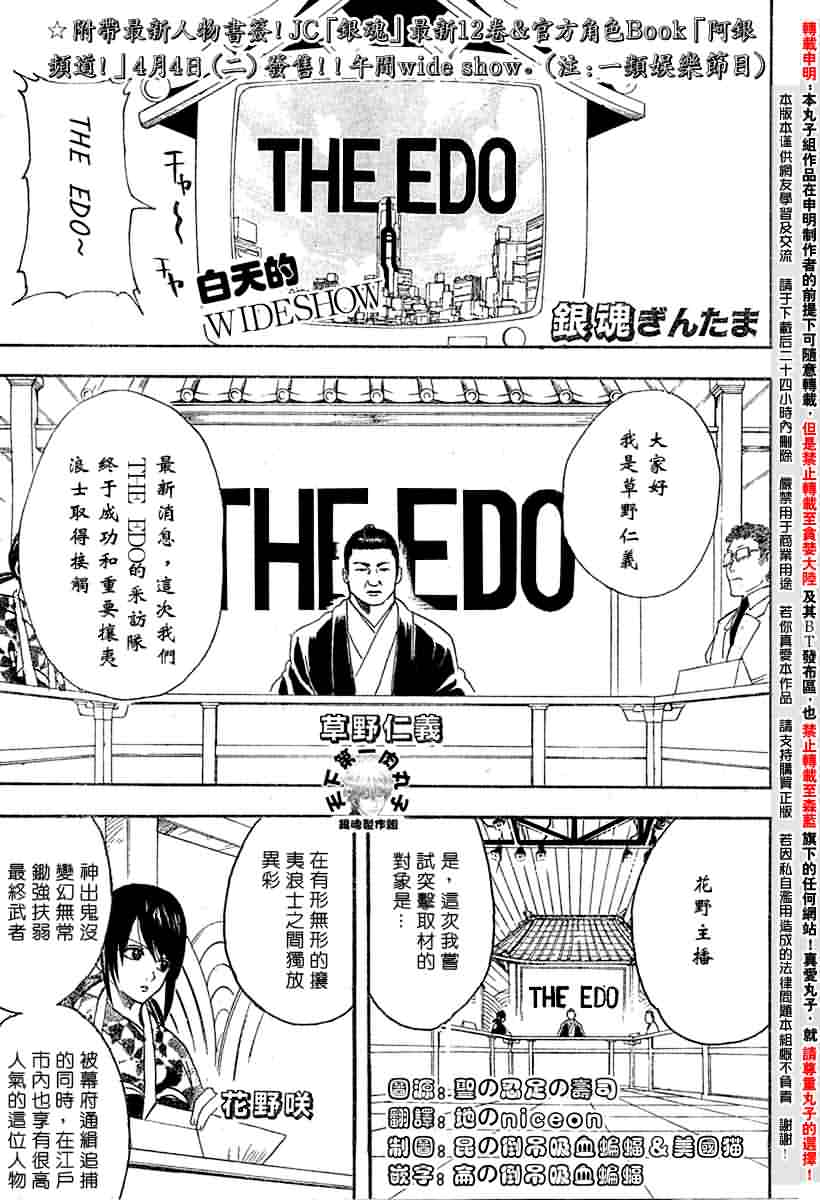 ☆附帶最新人物書簽!JC「銀魂」最新12卷&官方角色Book「阿銀
頻道!」4月4日(二)發售!!午間wide show。(注:一類娛樂節目)
THE EDO~
チャ
チャ〜
THE EDO
白天的
WIDESHOW
銀魂ぎんたま
大家好
我是草野仁義
THE EDO
最新消息,這次我們
THE EDO的采訪隊
終于成功和重要攘夷
浪士取得接觸
草野仁義
天下第一肉丸子
銀魂製作組
花野主播
THE EDO
是,這次我嘗
試突擊取材的
對象是…
在有形無形的攘
夷浪士之間獨放
異彩
神出鬼沒
變幻無常
鋤強扶弱
最終武者
花野咲
被幕府通緝追捕
的同時,在江戶
市內也享有很高
人氣的這位人物
圖源:聖の忍足の壽司
翻譯:地のniceon
制圖:昆の倒吊吸血蝙蝠&美國猫
嵌字:斎の倒吊吸血蝙蝠
轉載申明:本丸子組作品在申明制作者的前提下可隨意轉載,但是禁止轉載至貪婪大陸及其BT發布區,也禁止轉載至森藍旗下的任何網站!真愛丸子,就請尊重丸子的選擇!
本版本僅供網友學習及交流 請于下載后二十四小時內刪除 嚴禁用于商業用途 若你真愛本作品 請支持購買正版 若因私自濫用造成的法律問題本組概不負責 謝謝!